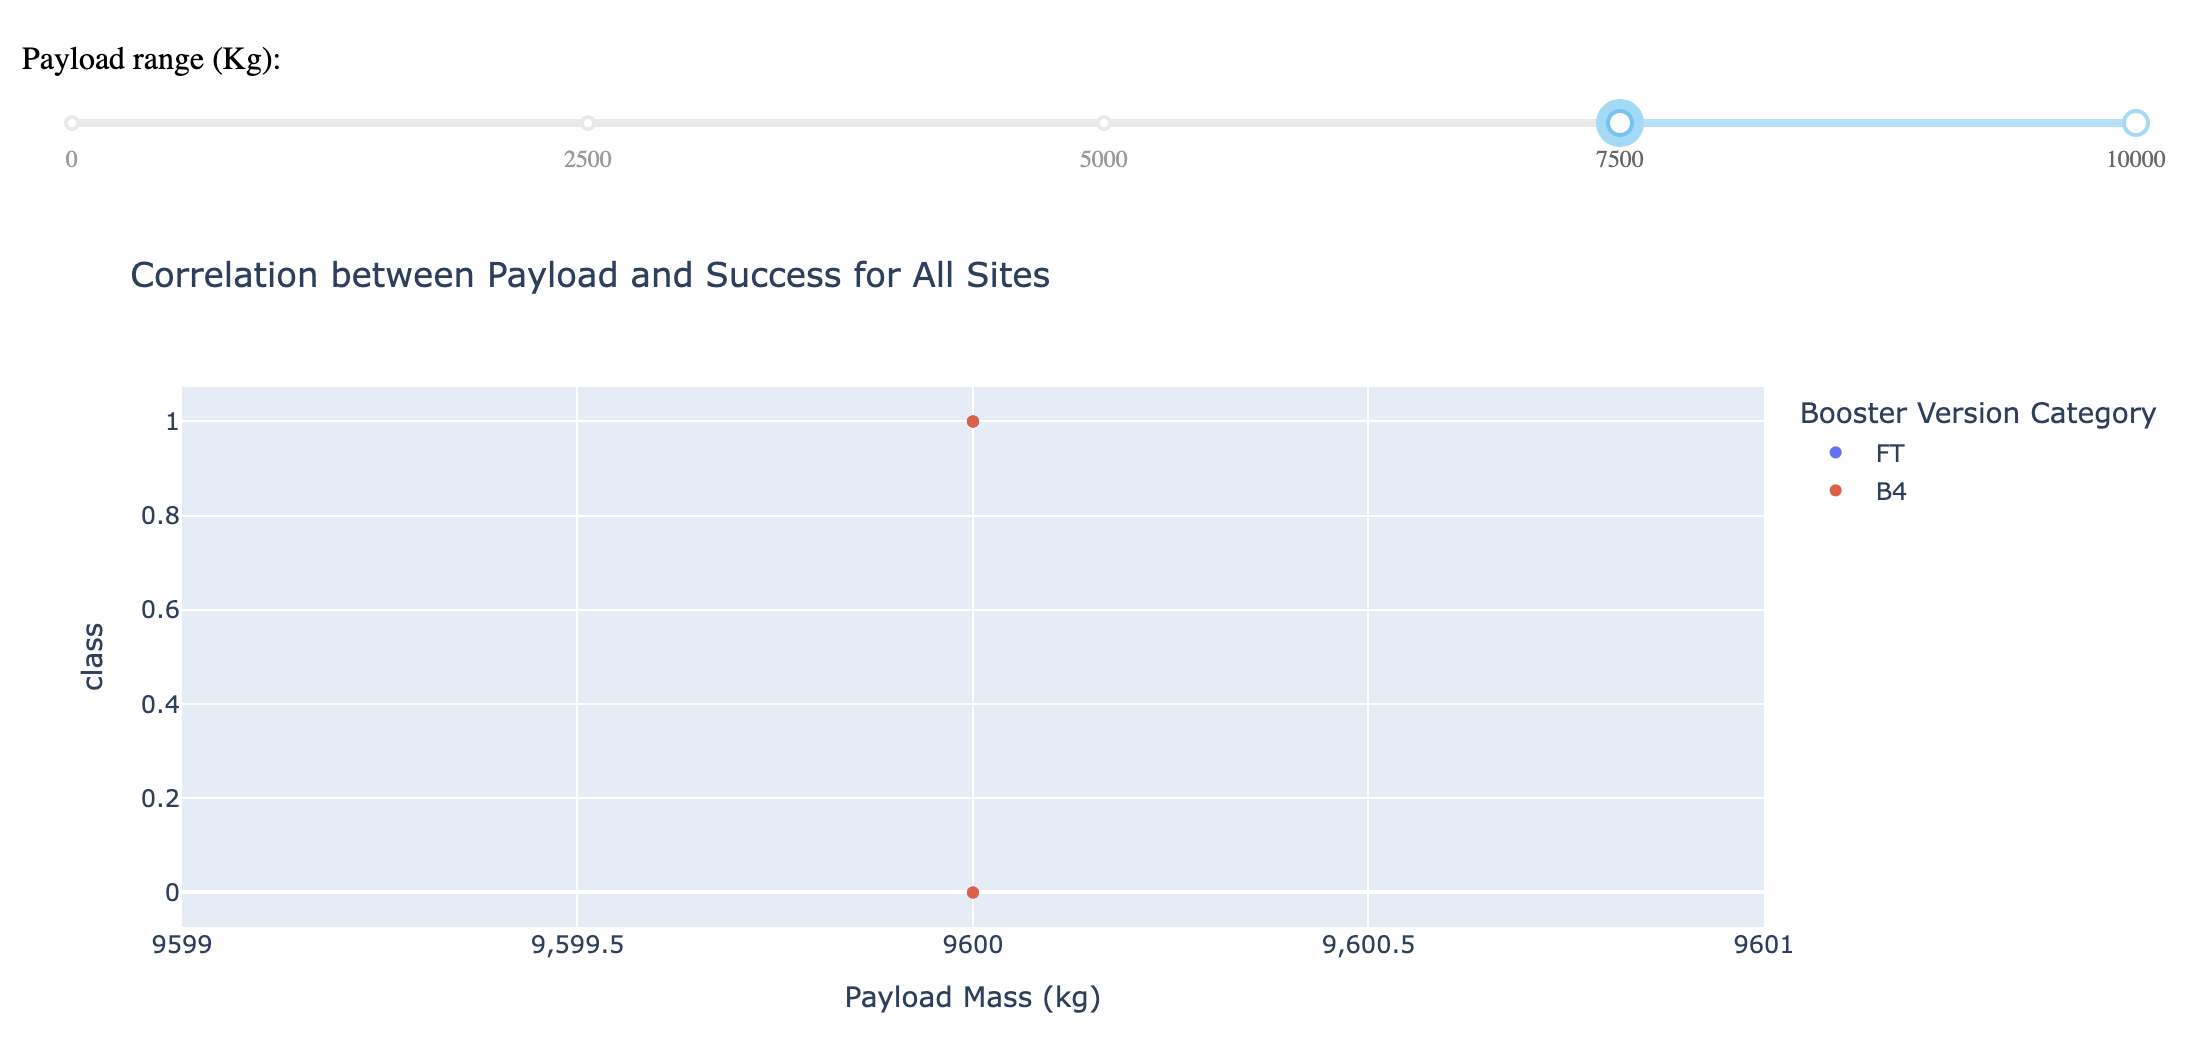 Payload range (Kg):
0 2500 5000 7500 10000
Correlation between Payload and Success for All Sites
Booster Version Category
FT
B4
1
0.8
0.6
0.4
0.2
0
class
9599 9,599.5 9600 9,600.5 9601
Payload Mass (kg)